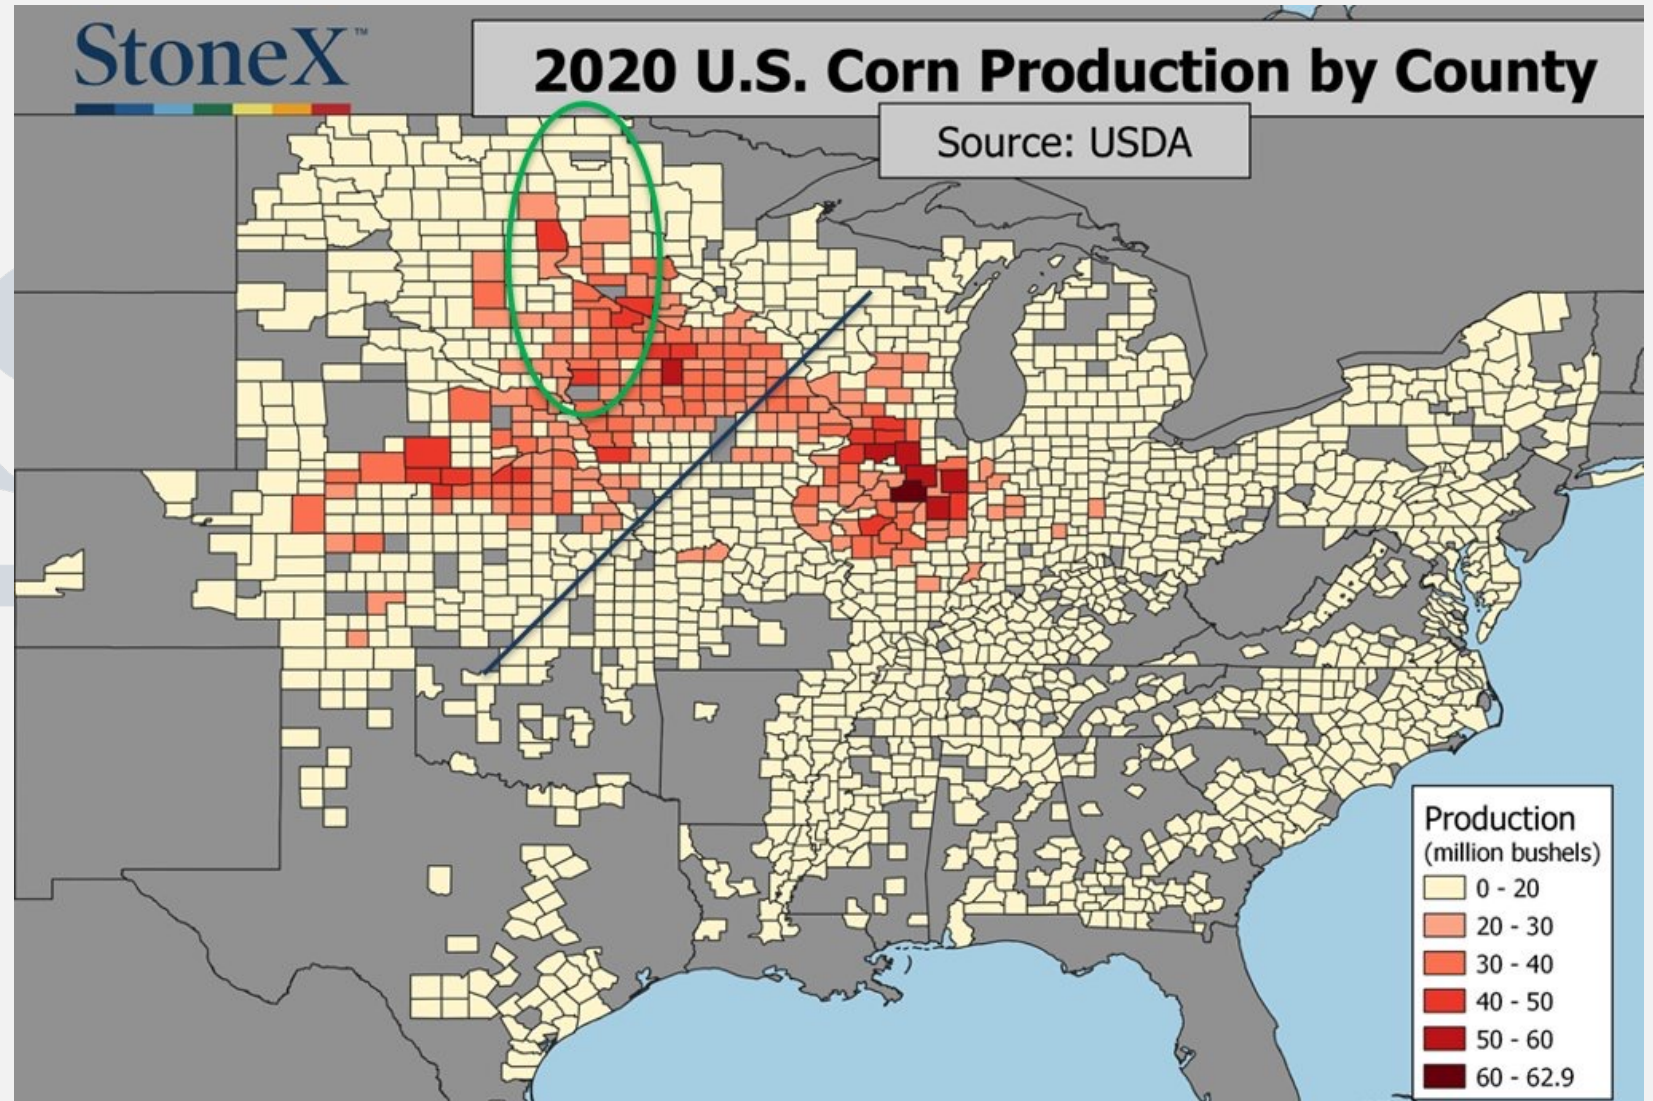 StoneX™
2020 U.S. Corn Production by County
Source: USDA
Production
(million bushels)
0 - 20
20 - 30
30 - 40
40 - 50
50 - 60
60 - 62.9